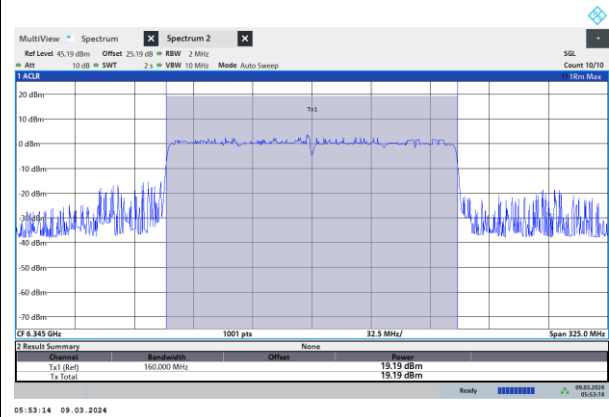 MultiView Spectrum X Spectrum 2 X
Ref Level 45.19 dBm Offset 25.19 dB RBW 2 MHz SGL
Att 10 dB SWT 2 s VBW 10 MHz Mode Auto Sweep Count 10/10
1 ACLR 1Rm Max
20 dBm
Tx1
10 dBm
0 dBm
-10 dBm
-20 dBm
-30 dBm
-40 dBm
-50 dBm
-60 dBm
-70 dBm
CF 6.345 GHz 1001 pts 32.5 MHz/ Span 325.0 MHz
2 Result Summary None
Channel Bandwidth Offset Power
Tx1 (Ref) 160.000 MHz 19.19 dBm
Tx Total 19.19 dBm
Ready 09.03.2024
05:53:14
05:53:14 09.03.2024